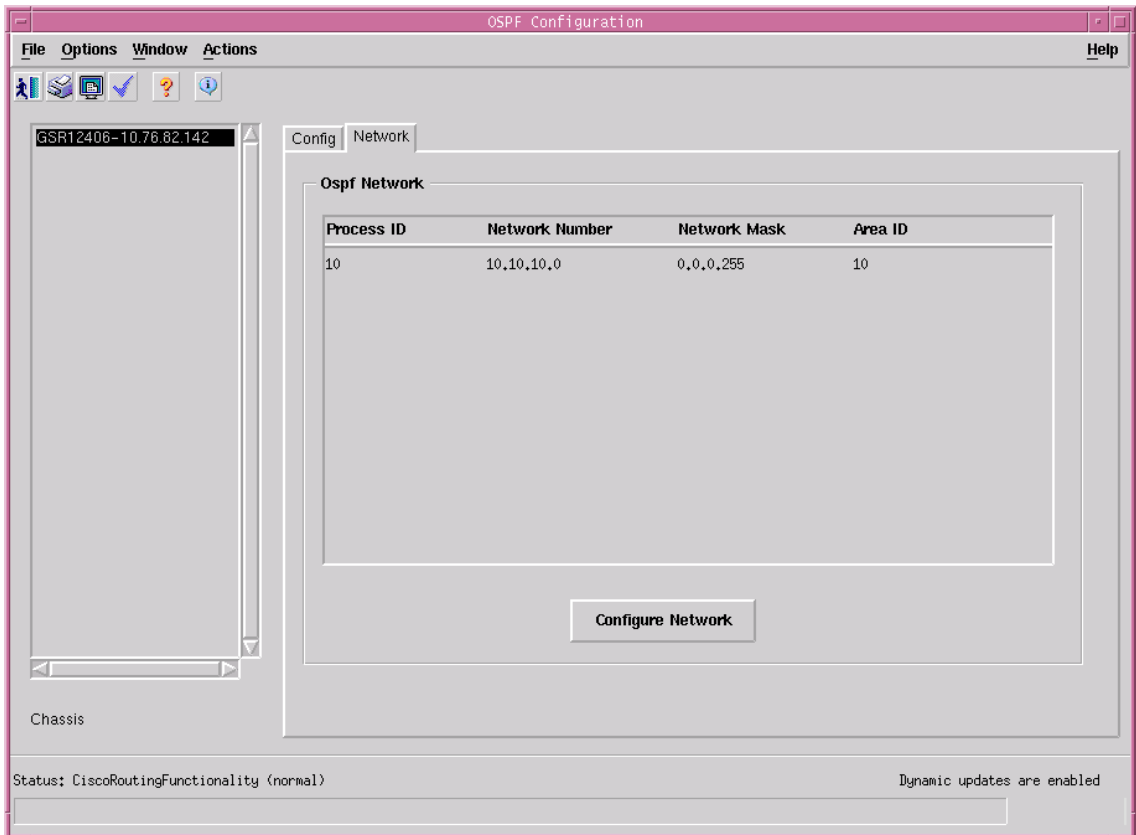 OSPF Configuration
File Options Window Actions Help
GSR12406-10.76.82.142
Config Network
Ospf Network
Process ID Network Number Network Mask Area ID
10 10.10.10.0 0.0.0.255 10
Configure Network
Chassis
Status: CiscoRoutingFunctionality (normal) Dynamic updates are enabled